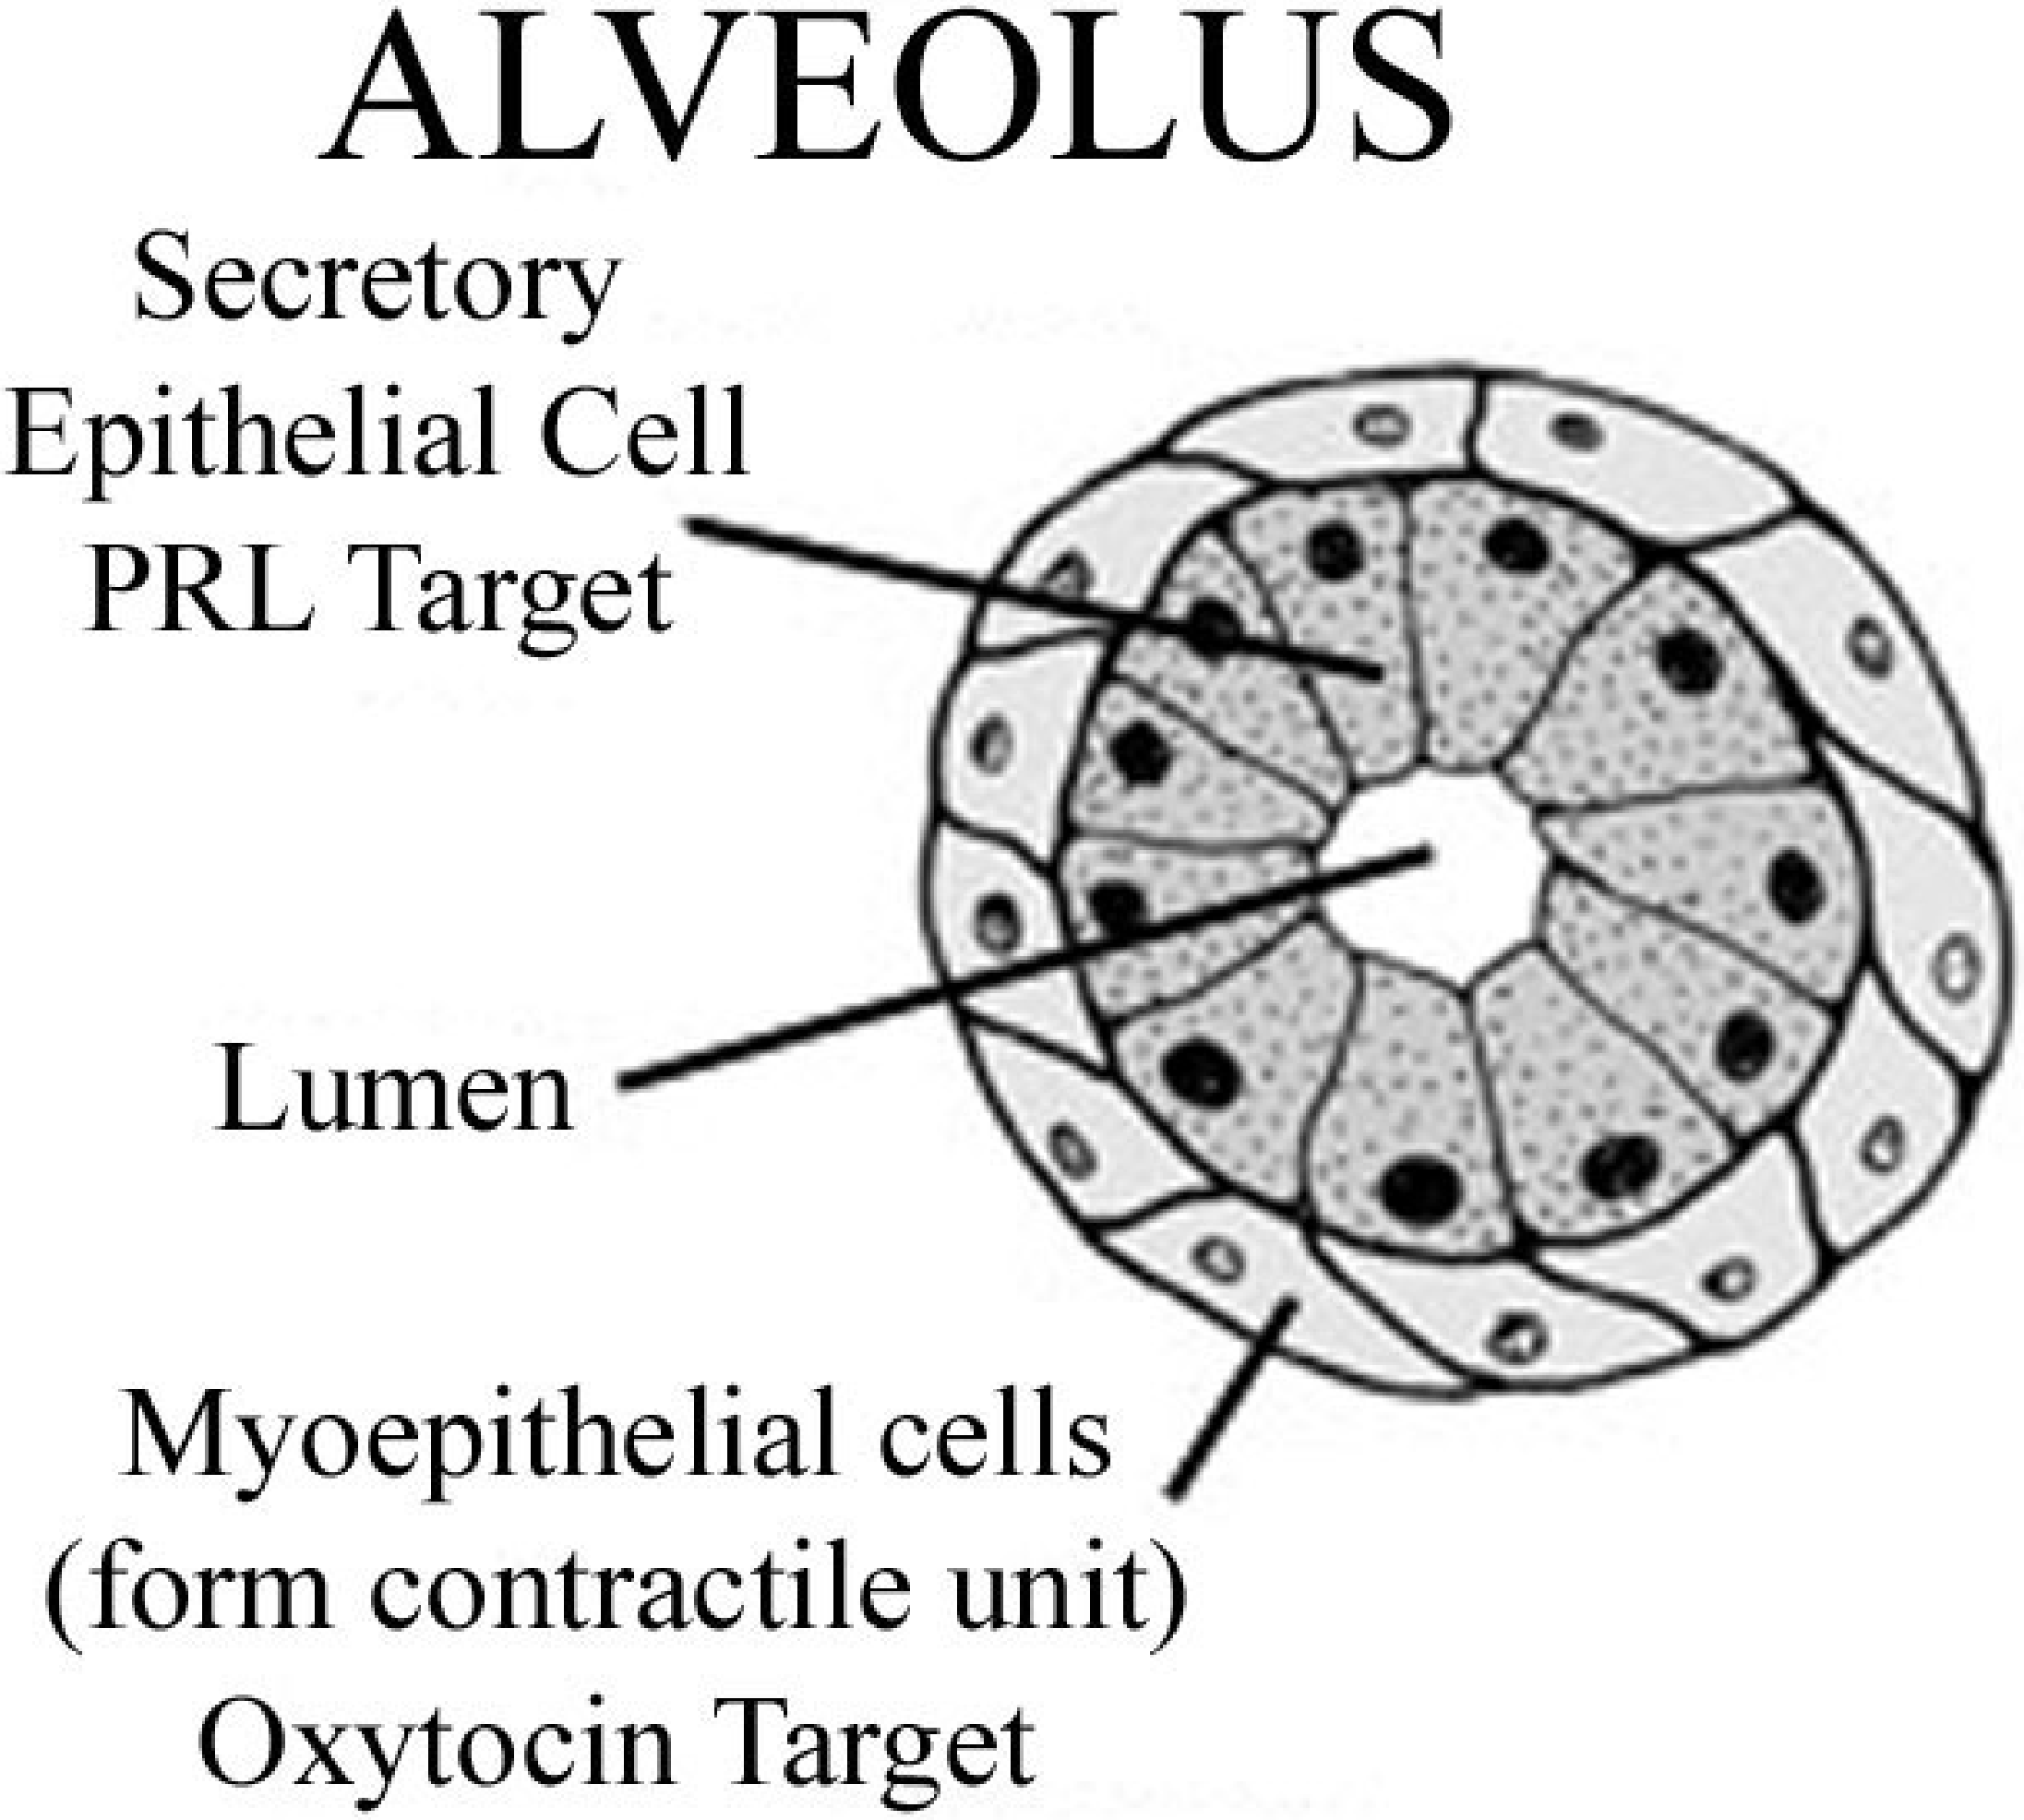 ALVEOLUS
Secretory
Epithelial Cell
PRL Target
Lumen
Myoepithelial cells
(form contractile unit)
Oxytocin Target